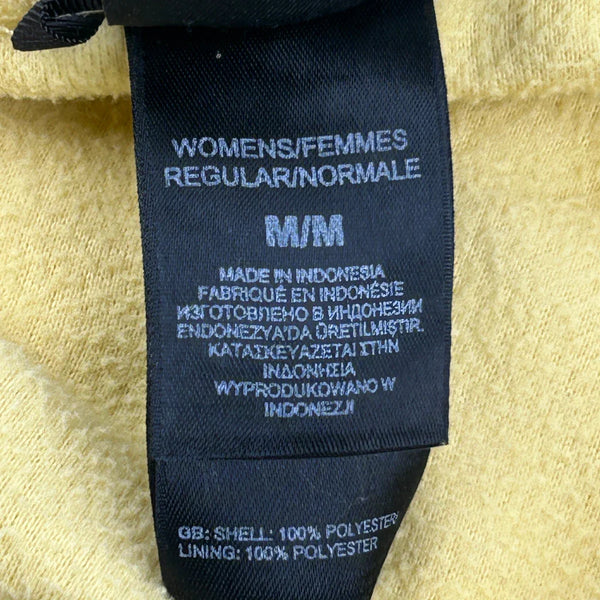 WOMENS/FEMMES
REGULAR/NORMALE
M/M
MADE IN INDONESIA
FABRIQUÉ EN INDONÉSIE
ИЗГОТОВЛЕНО В ИНДОНЕЗИИ
ENDONEZYA'DA ÜRETILMISTIR.
ΚΑΤΑΣΚΕΥΑΖΕΤΑΙ ΣΤΗΝ
ΙΝΔΟΝΗΣΙΑ
WYPRODUKOWANO W
INDONEZJI
GB: SHELL: 100% POLYESTER
LINING: 100% POLYESTER